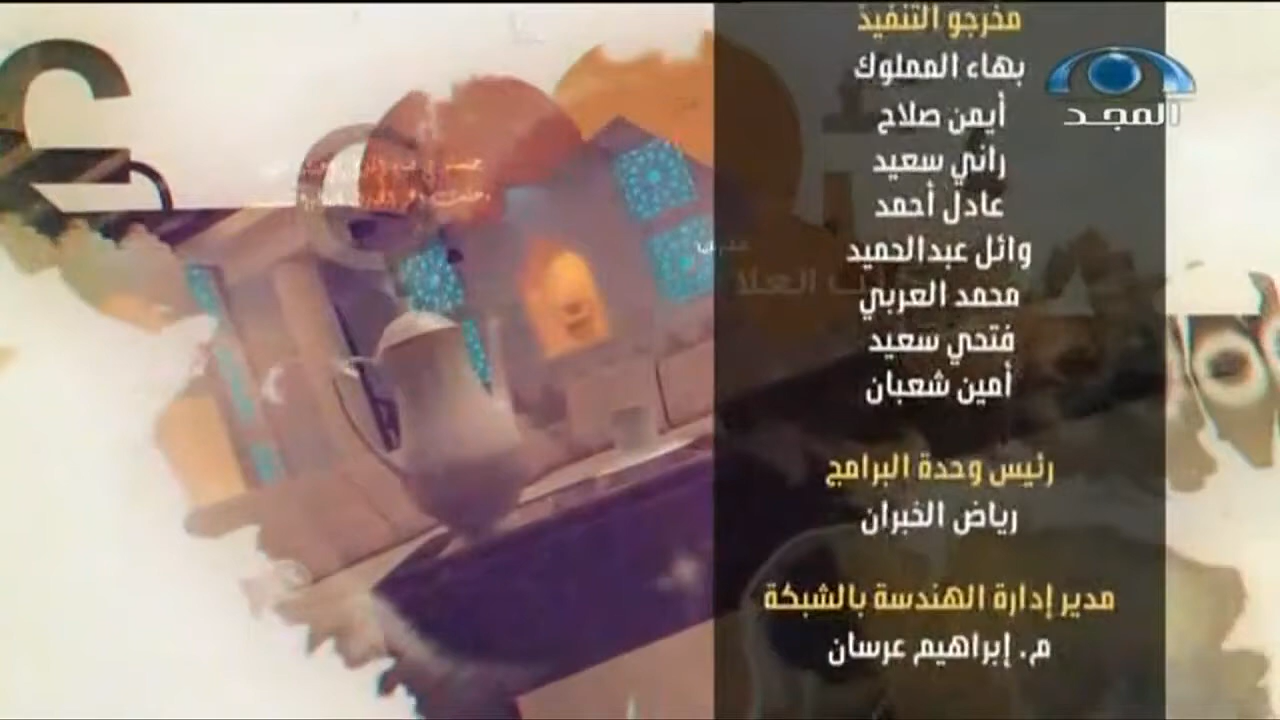 مخرجو التنفيذ
بهاء المملوك
المجد
أيمن صلاح
راني سعيد
عادل أحمد
وائل عبدالحميد
محمد العربي
فتحي سعيد
أمين شعبان
رئيس وحدة البرامج
رياض الخبران
مدير إدارة الهندسة بالشبكة
م. إبراهيم عرسان